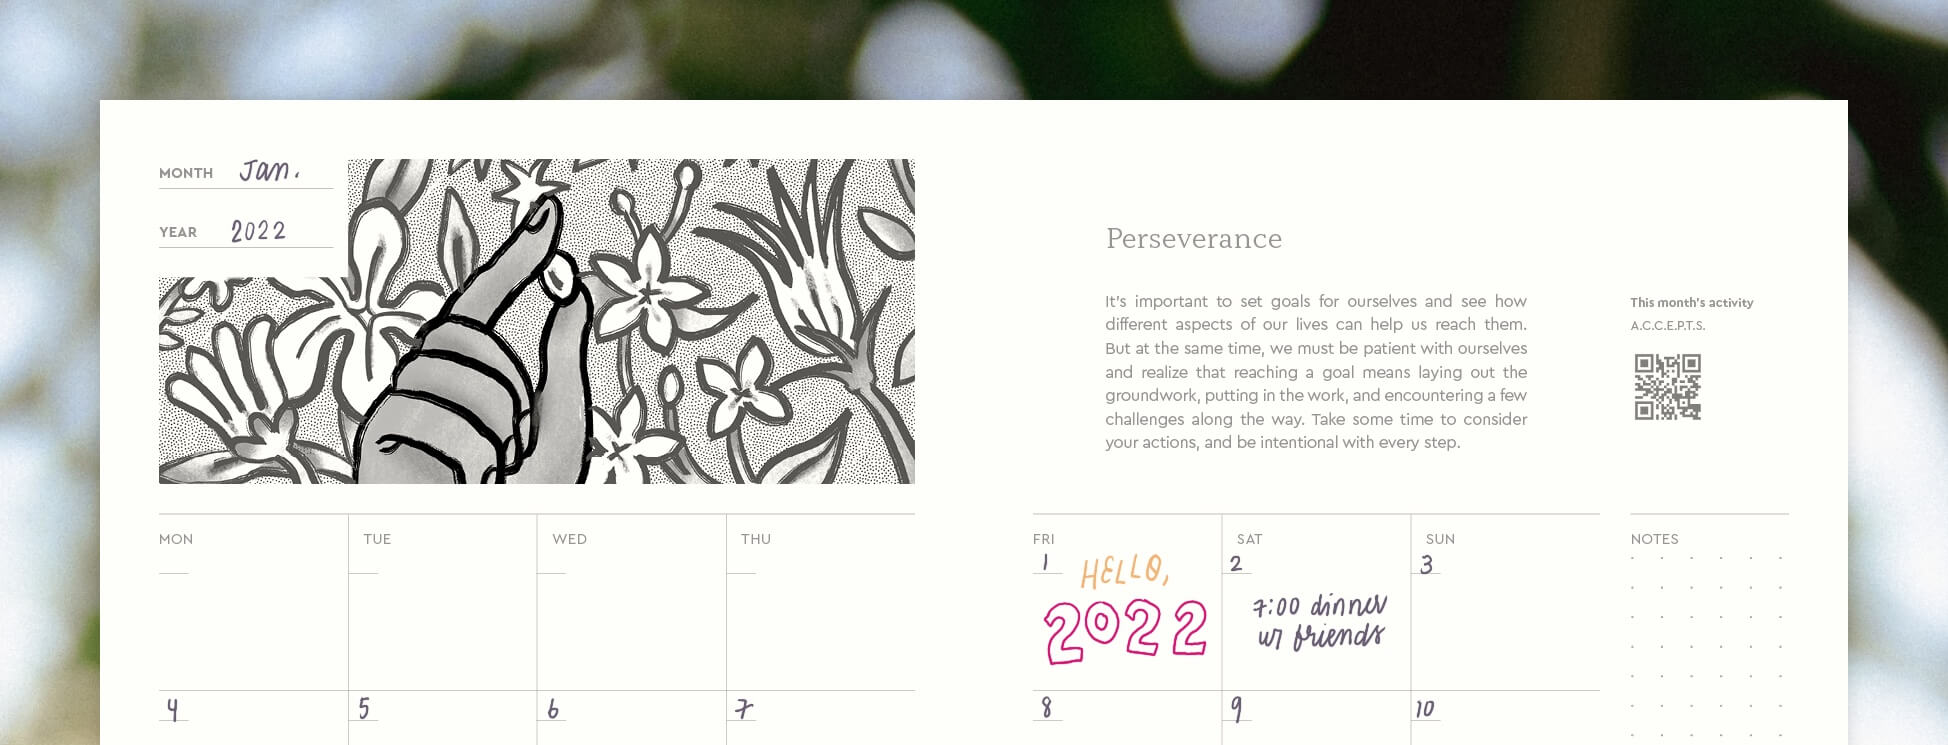 MONTH Jan.
YEAR 2022
Perseverance
It's important to set goals for ourselves and see how
different aspects of our lives can help us reach them.
But at the same time, we must be patient with ourselves
and realize that reaching a goal means laying out the
groundwork, putting in the work, and encountering a few
challenges along the way. Take some time to consider
your actions, and be intentional with every step.
This month's activity
A.C.C.E.P.T.S.
MON TUE WED THU FRI SAT SUN NOTES
1 2 3
HELLO,
2022
7:00 dinner
w/ friends
4 5 6 7 8 9 10